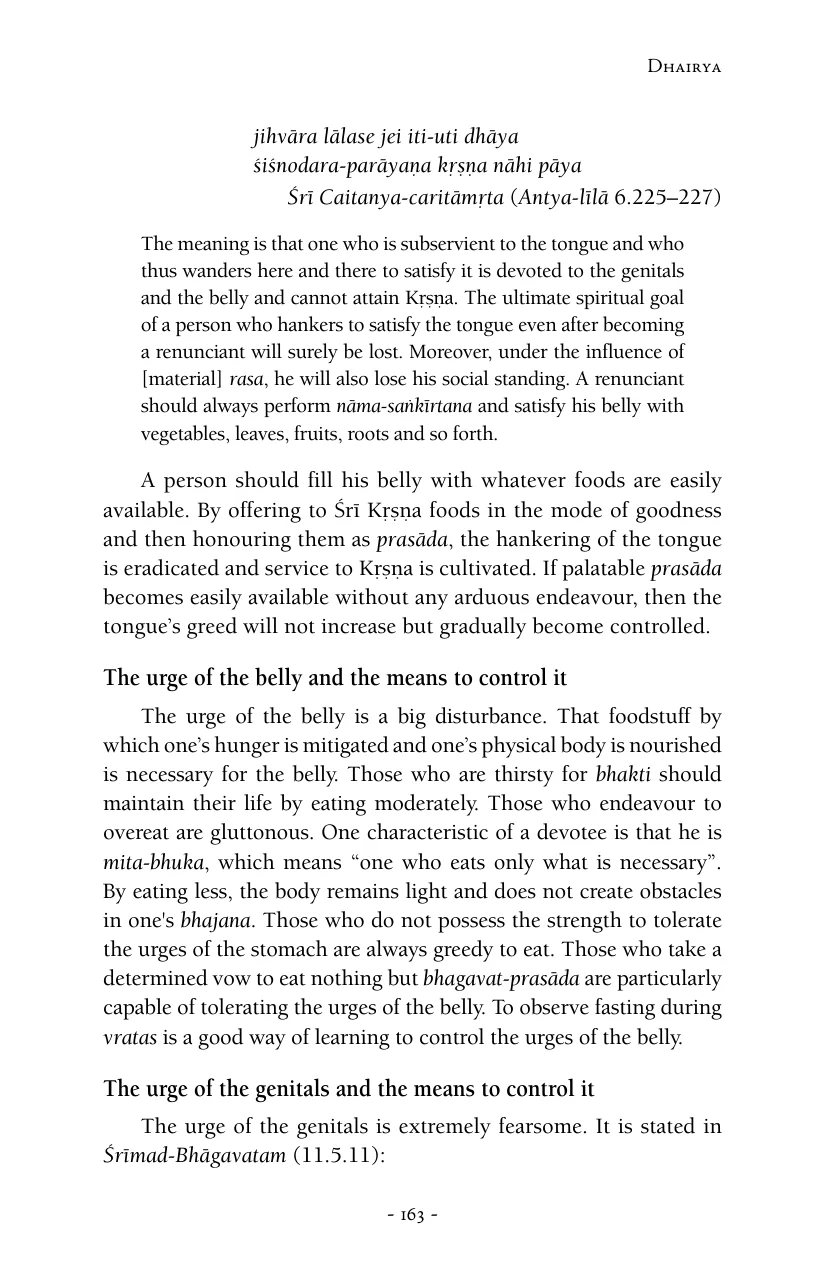 Dhairya
jihvāra lālase jei iti-uti dhāya
śiśnodara-parāyaṇa kṛṣṇa nāhi pāya
Śrī Caitanya-caritāmṛta (Antya-līlā 6.225–227)
The meaning is that one who is subservient to the tongue and who
thus wanders here and there to satisfy it is devoted to the genitals
and the belly and cannot attain Kṛṣṇa. The ultimate spiritual goal
of a person who hankers to satisfy the tongue even after becoming
a renunciant will surely be lost. Moreover, under the influence of
[material] rasa, he will also lose his social standing. A renunciant
should always perform nāma-saṅkīrtana and satisfy his belly with
vegetables, leaves, fruits, roots and so forth.
A person should fill his belly with whatever foods are easily
available. By offering to Śrī Kṛṣṇa foods in the mode of goodness
and then honouring them as prasāda, the hankering of the tongue
is eradicated and service to Kṛṣṇa is cultivated. If palatable prasāda
becomes easily available without any arduous endeavour, then the
tongue’s greed will not increase but gradually become controlled.
The urge of the belly and the means to control it
The urge of the belly is a big disturbance. That foodstuff by
which one’s hunger is mitigated and one’s physical body is nourished
is necessary for the belly. Those who are thirsty for bhakti should
maintain their life by eating moderately. Those who endeavour to
overeat are gluttonous. One characteristic of a devotee is that he is
mita-bhuka, which means “one who eats only what is necessary”.
By eating less, the body remains light and does not create obstacles
in one's bhajana. Those who do not possess the strength to tolerate
the urges of the stomach are always greedy to eat. Those who take a
determined vow to eat nothing but bhagavat-prasāda are particularly
capable of tolerating the urges of the belly. To observe fasting during
vratas is a good way of learning to control the urges of the belly.
The urge of the genitals and the means to control it
The urge of the genitals is extremely fearsome. It is stated in
Śrīmad-Bhāgavatam (11.5.11):
- 163 -